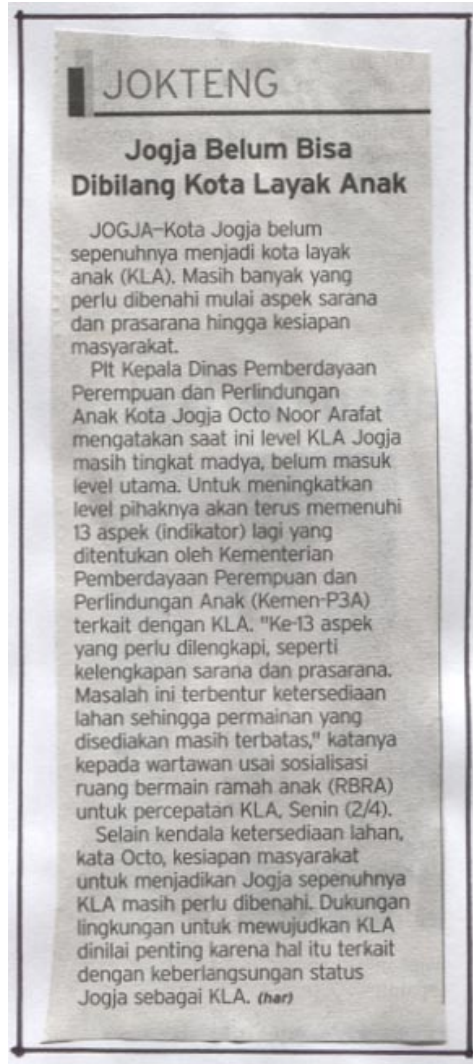 JOKTENG
Jogja Belum Bisa
Dibilang Kota Layak Anak
JOGJA–Kota Jogja belum
sepenuhnya menjadi kota layak
anak (KLA). Masih banyak yang
perlu dibenahi mulai aspek sarana
dan prasarana hingga kesiapan
masyarakat.
Plt Kepala Dinas Pemberdayaan
Perempuan dan Perlindungan
Anak Kota Jogja Octo Noor Arafat
mengatakan saat ini level KLA Jogja
masih tingkat madya, belum masuk
level utama. Untuk meningkatkan
level pihaknya akan terus memenuhi
13 aspek (indikator) lagi yang
ditentukan oleh Kementerian
Pemberdayaan Perempuan dan
Perlindungan Anak (Kemen-P3A)
terkait dengan KLA. "Ke-13 aspek
yang perlu dilengkapi, seperti
kelengkapan sarana dan prasarana.
Masalah ini terbentur ketersediaan
lahan sehingga permainan yang
disediakan masih terbatas," katanya
kepada wartawan usai sosialisasi
ruang bermain ramah anak (RBRA)
untuk percepatan KLA, Senin (2/4).
Selain kendala ketersediaan lahan,
kata Octo, kesiapan masyarakat
untuk menjadikan Jogja sepenuhnya
KLA masih perlu dibenahi. Dukungan
lingkungan untuk mewujudkan KLA
dinilai penting karena hal itu terkait
dengan keberlangsungan status
Jogja sebagai KLA. (har)